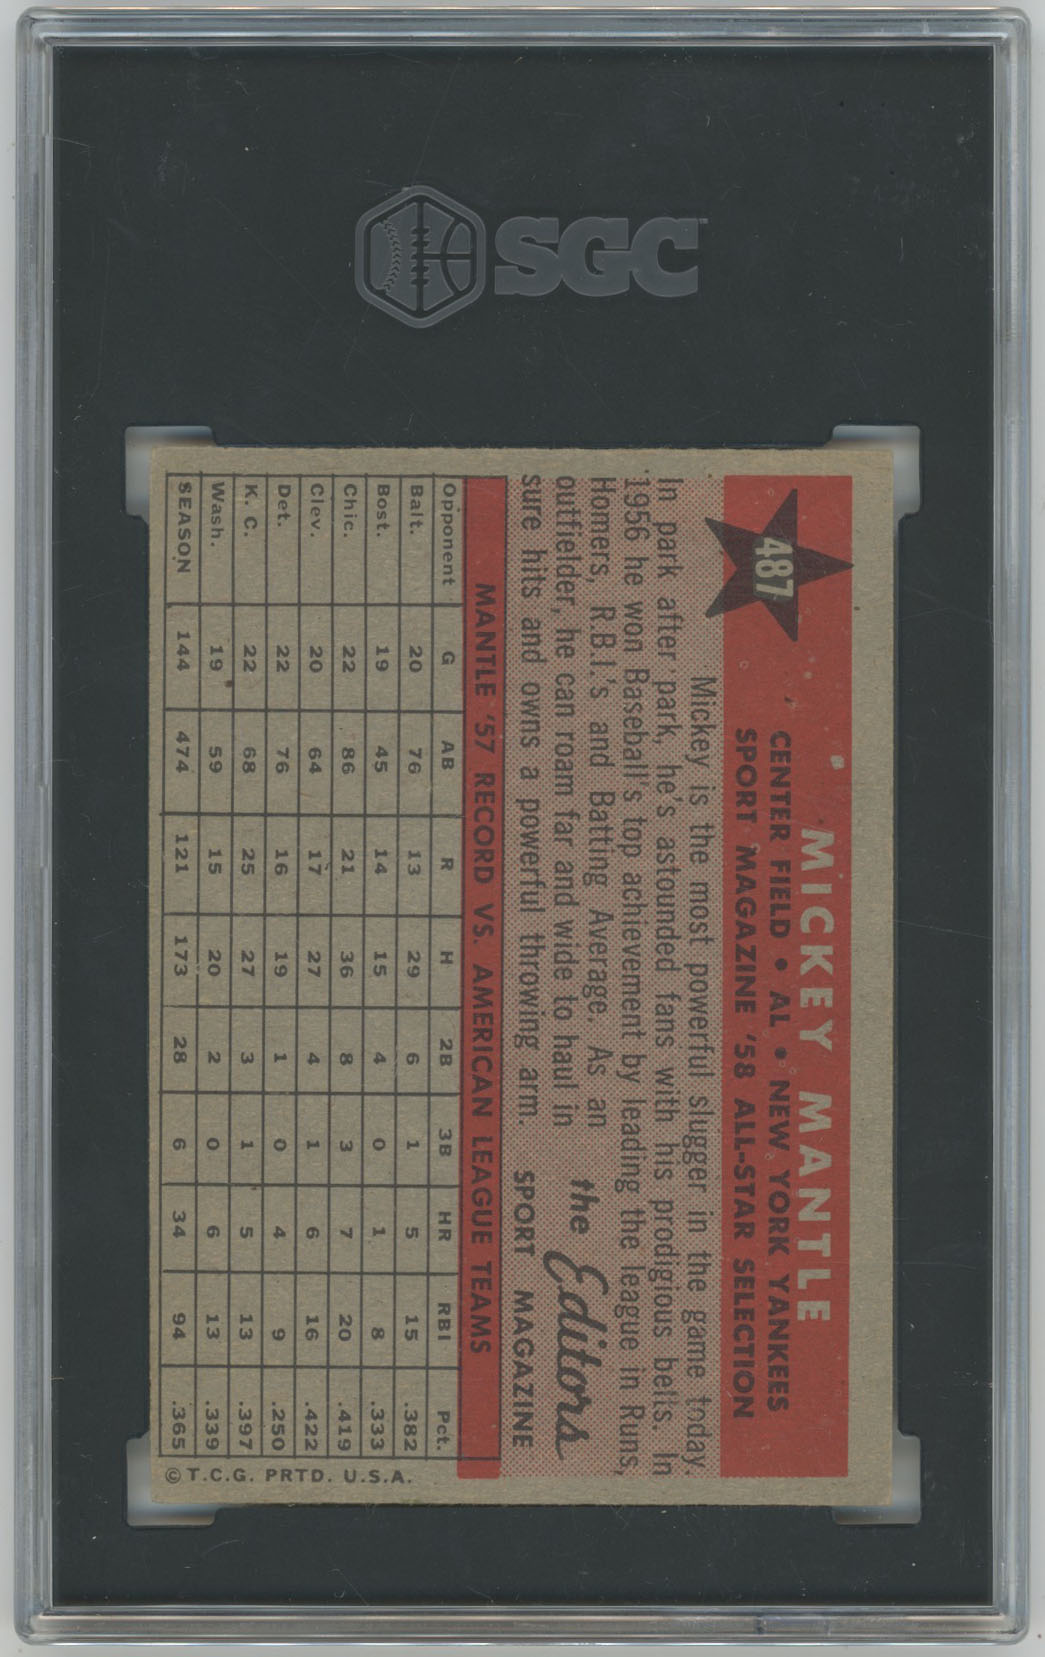 SGC
487
MICKEY MANTLE
CENTER FIELD • AL • NEW YORK YANKEES
SPORT MAGAZINE '58 ALL-STAR SELECTION
Mickey is the most powerful slugger in the game today.
In park after park, he's astounded fans with his prodigious belts. In
1956 he won Baseball's top achievement by leading the league in Runs,
Homers, R.B.I.'s and Batting Average. As an
outfielder, he can roam far and wide to haul in
sure hits and owns a powerful throwing arm.
the Editors
SPORT MAGAZINE
MANTLE '57 RECORD VS. AMERICAN LEAGUE TEAMS
Opponent G AB R H 2B 3B HR RBI Pct.
Balt. 20 76 13 29 6 1 5 15 .382
Bost. 19 45 14 15 4 0 1 8 .333
Chic. 22 86 21 36 8 3 7 20 .419
Clev. 20 64 17 27 4 1 6 16 .422
Det. 22 76 16 19 1 0 4 9 .250
K. C. 22 68 25 27 3 1 5 13 .397
Wash. 19 59 15 20 2 0 6 13 .339
SEASON 144 474 121 173 28 6 34 94 .365
© T.C.G. PRTD. U.S.A.